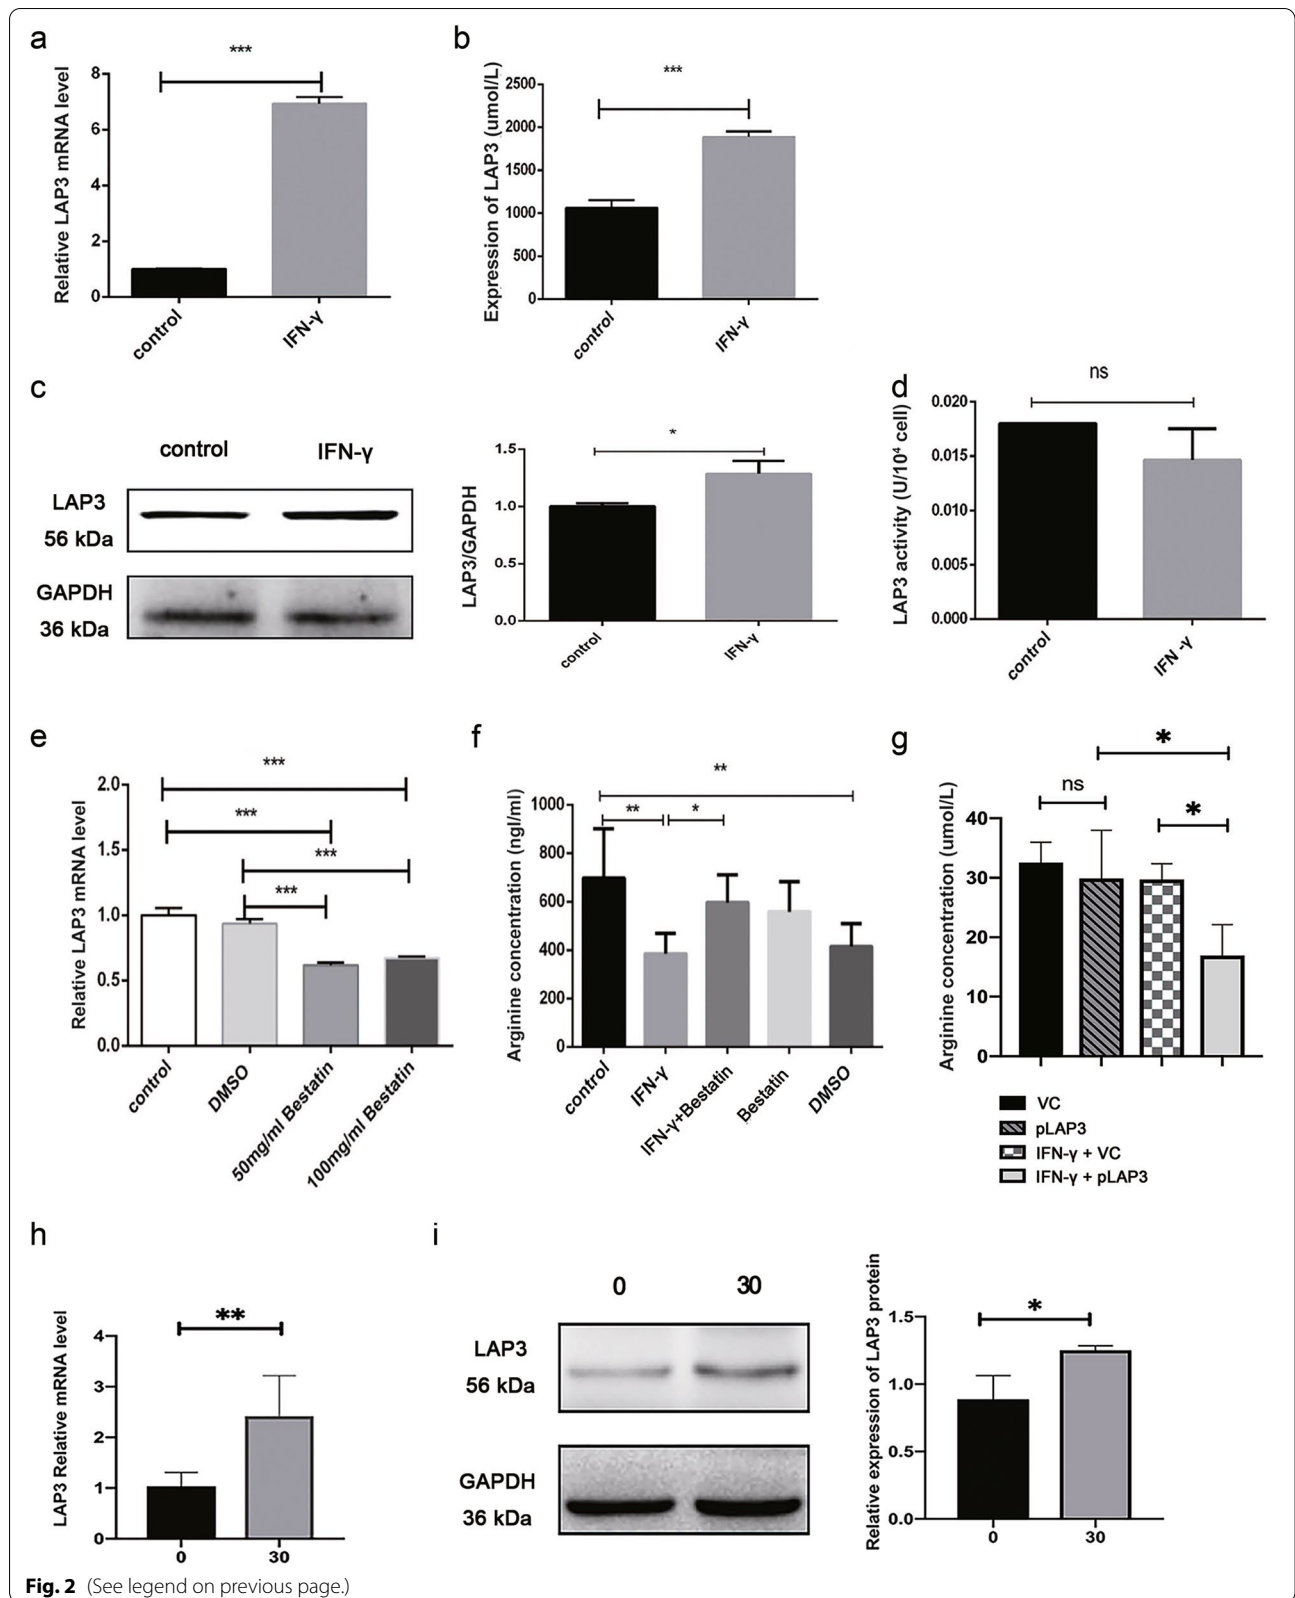 a
***
Relative LAP3 mRNA level
8
6
4
2
0
control
IFN-γ
b
***
Expression of LAP3 (umol/L)
2500
2000
1500
1000
500
0
control
IFN-γ
c
control
IFN-γ
LAP3
56 kDa
GAPDH
36 kDa
*
LAP3/GAPDH
1.5
1.0
0.5
0.0
control
IFN-γ
d
ns
LAP3 activity (U/10⁴ cell)
0.020
0.015
0.010
0.005
0.000
control
IFN -γ
e
***
***
***
***
Relative LAP3 mRNA level
2.0
1.5
1.0
0.5
0.0
control
DMSO
50mg/ml Bestatin
100mg/ml Bestatin
f
**
**
*
Arginine concentration (ngl/ml)
1000
800
600
400
200
0
control
IFN-γ
IFN-γ+Bestatin
Bestatin
DMSO
g
*
ns
*
Arginine concentration (umol/L)
40
30
20
10
0
VC
pLAP3
IFN-γ + VC
IFN-γ + pLAP3
h
**
LAP3 Relative mRNA level
4
3
2
1
0
0
30
i
0
30
LAP3
56 kDa
GAPDH
36 kDa
*
Relative expression of LAP3 protein
1.5
1.0
0.5
0.0
0
30
Fig. 2 (See legend on previous page.)